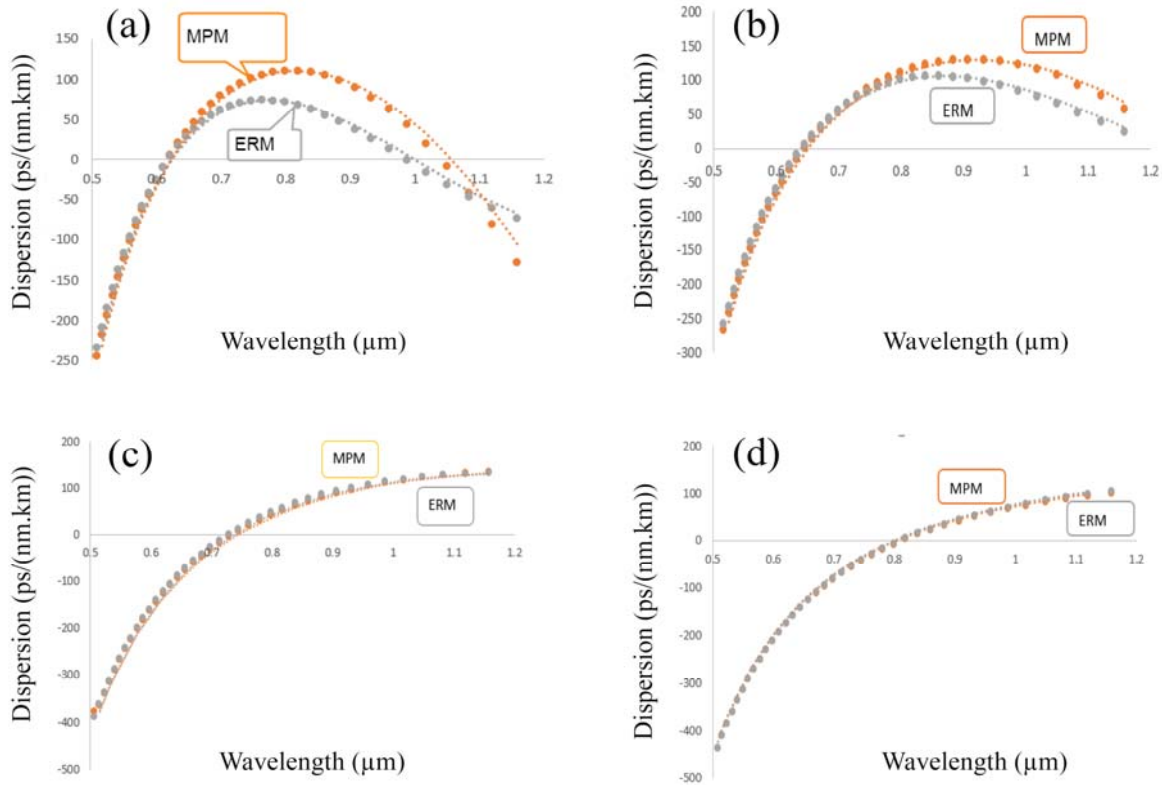 (a)
MPM
ERM
150
100
50
0
-50
-100
-150
-200
-250
0.5 0.6 0.7 0.8 0.9 1.0 1.1 1.2
Dispersion (ps/(nm.km))
Wavelength (µm)
(b)
MPM
ERM
200
150
100
50
0
-50
-100
-150
-200
-250
-300
0.5 0.6 0.7 0.8 0.9 1 1.1 1.2
Dispersion (ps/(nm.km))
Wavelength (µm)
(c)
MPM
ERM
200
100
0
-100
-200
-300
-400
-500
0.5 0.6 0.7 0.8 0.9 1 1.1 1.2
Dispersion (ps/(nm.km))
Wavelength (µm)
(d)
MPM
ERM
200
100
0
-100
-200
-300
-400
-500
0.5 0.6 0.7 0.8 0.9 1 1.1 1.2
Dispersion (ps/(nm.km))
Wavelength (µm)